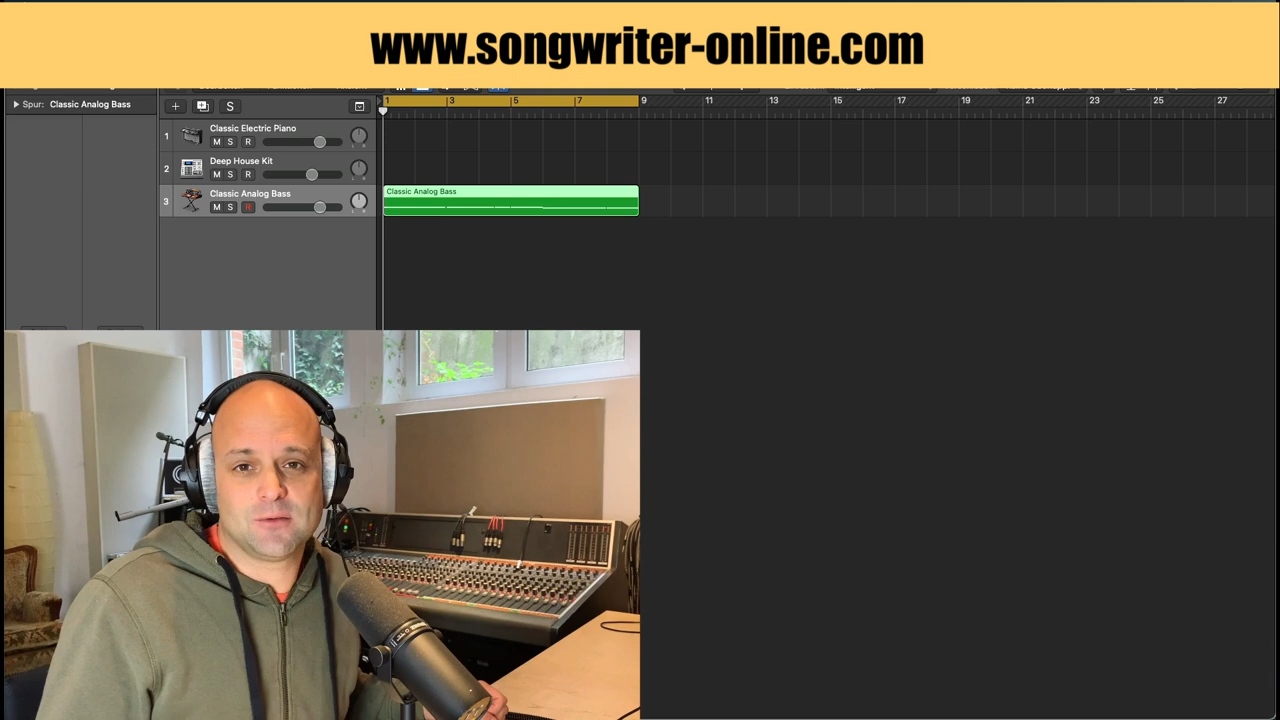 www.songwriter-online.com
Spur: Classic Analog Bass
S
1 3 5 7 9 11 13 15 17 19 21 23 25 27
1 Classic Electric Piano
M S R
L R
2 Deep House Kit
M S R
L R
3 Classic Analog Bass
M S R
L R
Classic Analog Bass